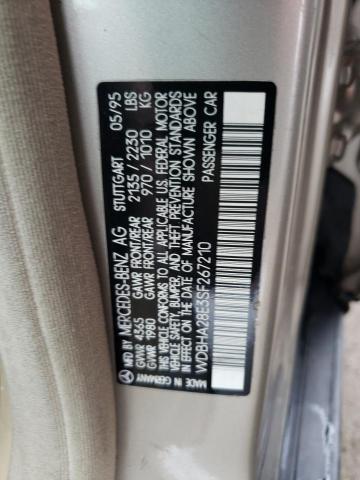 MERCEDES-BENZ AG STUTTGART 05/95
GVWR 4365 GAWR FRONT/REAR 2135 / 2230 LBS
GVWR 1980 GAWR FRONT/REAR 970 / 1010 KG
THIS VEHICLE CONFORMS TO ALL APPLICABLE U.S. FEDERAL MOTOR
VEHICLE SAFETY, BUMPER, AND THEFT PREVENTION STANDARDS
IN EFFECT ON THE DATE OF MANUFACTURE SHOWN ABOVE
WDBHA28E3SF267210 PASSENGER CAR
MADE IN GERMANY